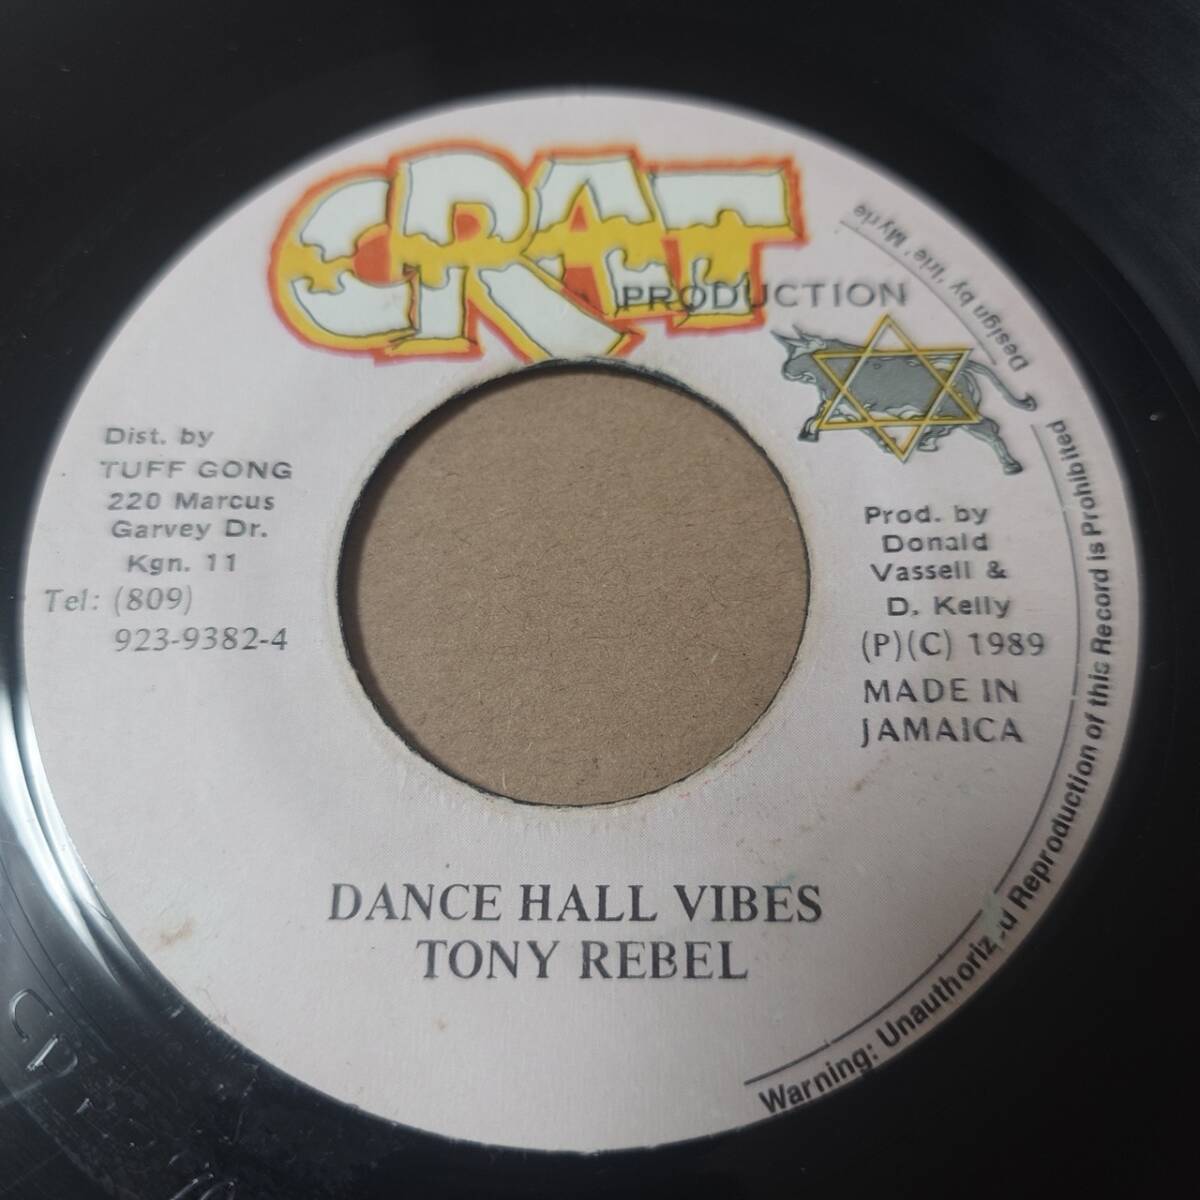 CRAT
PRODUCTION
Design by 'Irie' Myrie
Dist. by
TUFF GONG
220 Marcus
Garvey Dr.
Kgn. 11
Tel: (809)
923-9382-4
Prod. by
Donald
Vassell &
D. Kelly
(P)(C) 1989
MADE IN
JAMAICA
DANCE HALL VIBES
TONY REBEL
Warning: Unauthorized Reproduction of this Record is Prohibited